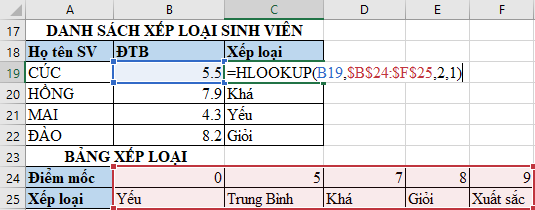 A B C D E F
17 DANH SÁCH XẾP LOẠI SINH VIÊN
18 Họ tên SV ĐTB Xếp loại
19 CÚC 5.5 =HLOOKUP(B19,$B$24:$F$25,2,1)
20 HỒNG 7.9 Khá
21 MAI 4.3 Yếu
22 ĐÀO 8.2 Giỏi
23 BẢNG XẾP LOẠI
24 Điểm mốc 0 5 7 8 9
25 Xếp loại Yếu Trung Bình Khá Giỏi Xuất sắc